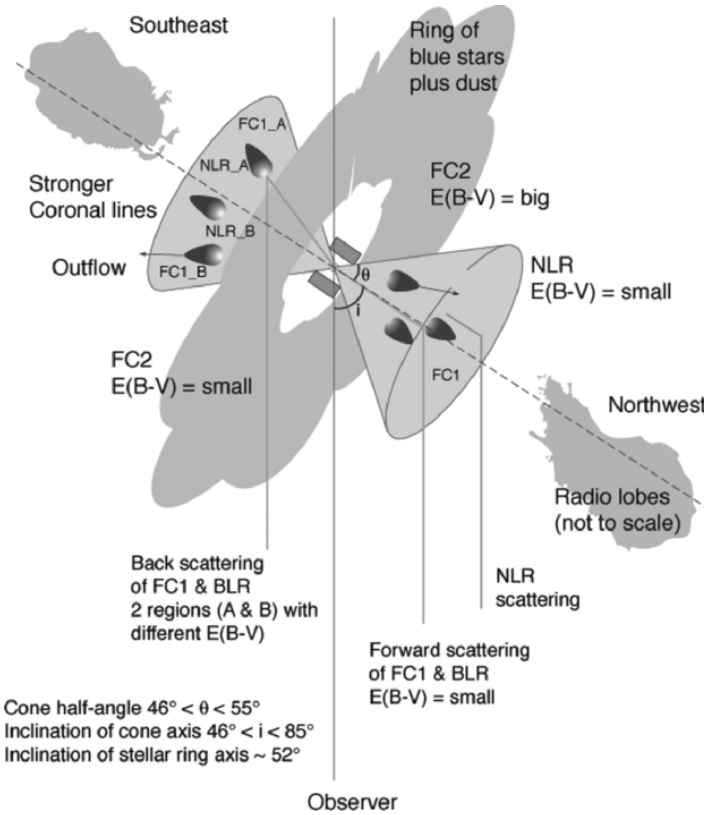 Southeast
Ring of
blue stars
plus dust
FC1_A
NLR_A
Stronger
Coronal lines
NLR_B
FC2
E(B-V) = big
Outflow
FC1_B
θ
NLR
E(B-V) = small
i
FC2
E(B-V) = small
FC1
Northwest
Radio lobes
(not to scale)
Back scattering
of FC1 & BLR
2 regions (A & B) with
different E(B-V)
NLR
scattering
Forward scattering
of FC1 & BLR
E(B-V) = small
Cone half-angle 46° < θ < 55°
Inclination of cone axis 46° < i < 85°
Inclination of stellar ring axis ~ 52°
Observer